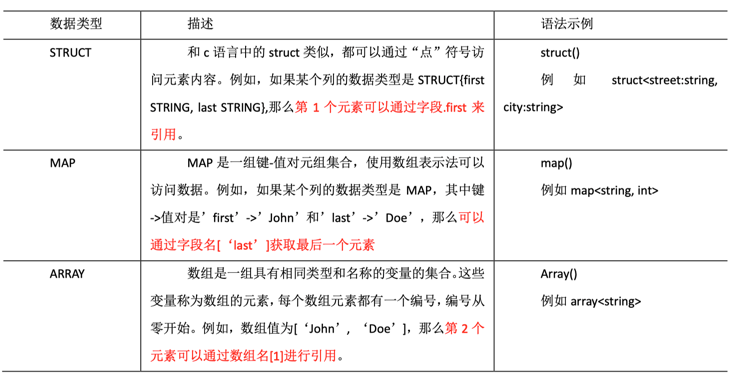 数据类型 描述 语法示例
STRUCT 和 c 语言中的 struct 类似，都可以通过“点”符号访 struct()
问元素内容。例如，如果某个列的数据类型是 STRUCT{first 例如 struct<street:string,
STRING, last STRING},那么第 1 个元素可以通过字段.first 来 city:string>
引用。
MAP MAP 是一组键-值对元组集合，使用数组表示法可以 map()
访问数据。例如，如果某个列的数据类型是 MAP，其中键 例如 map<string, int>
->值对是’first’->’John’和’last’->’Doe’，那么可以
通过字段名[‘last’]获取最后一个元素
ARRAY 数组是一组具有相同类型和名称的变量的集合。这些 Array()
变量称为数组的元素，每个数组元素都有一个编号，编号从 例如 array<string>
零开始。例如，数组值为[‘John’, ‘Doe’]，那么第 2 个
元素可以通过数组名[1]进行引用。